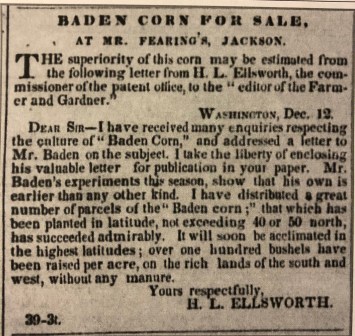 BADEN CORN FOR SALE,
AT MR. FEARING'S, JACKSON.
THE superiority of this corn may be estimated from
the following letter from H. L. Ellsworth, the com-
missioner of the patent office, to the "editor of the Farm-
er and Gardner."
WASHINGTON, Dec. 12.
DEAR SIR—I have received many enquiries respecting
the culture of "Baden Corn," and addressed a letter to
Mr. Baden on the subject. I take the liberty of enclosing
his valuable letter for publication in your paper. Mr.
Baden's experiments this season, show that his own is
earlier than any other kind. I have distributed a great
number of parcels of the "Baden corn;" that which has
been planted in latitude, not exceeding 40 or 50 north,
has succeeded admirably. It will soon be acclimated in
the highest latitudes; over one hundred bushels have
been raised per acre, on the rich lands of the south and
west, without any manure.
Yours respectfully,
H. L. ELLSWORTH.
39-3t.